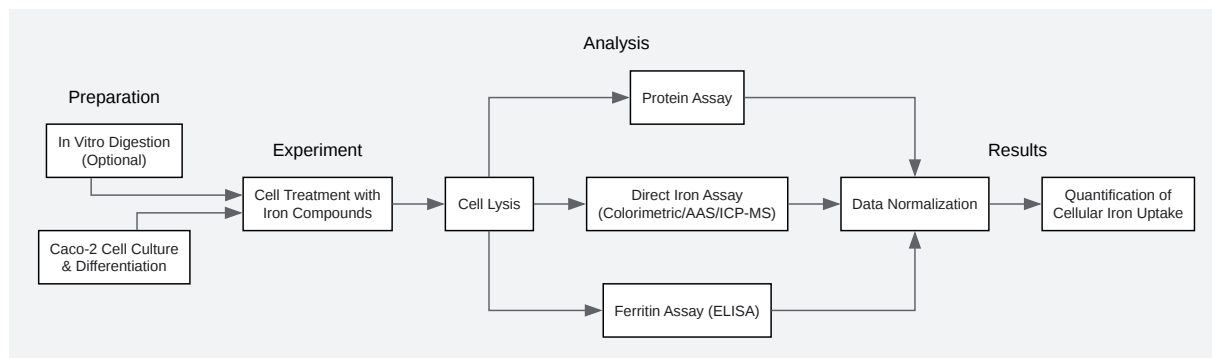 Preparation
In Vitro Digestion
(Optional)
Caco-2 Cell Culture
& Differentiation
Experiment
Cell Treatment with
Iron Compounds
Analysis
Cell Lysis
Protein Assay
Direct Iron Assay
(Colorimetric/AAS/ICP-MS)
Ferritin Assay (ELISA)
Data Normalization
Results
Quantification of
Cellular Iron Uptake